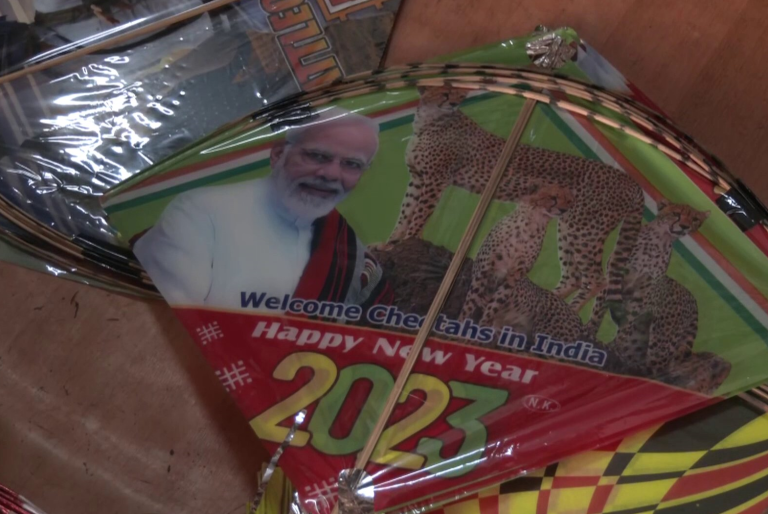 Welcome Cheetahs in India
Happy New Year
2023
N.K